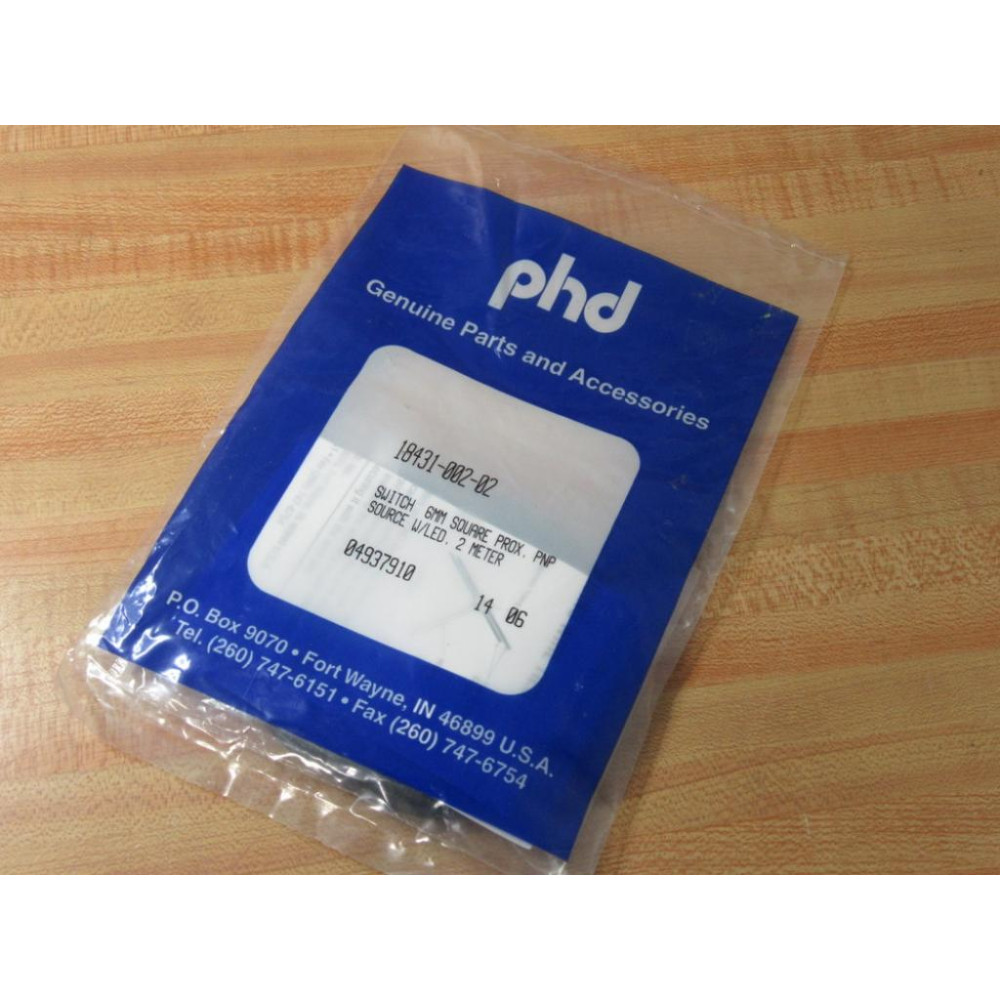 phd
Genuine Parts and Accessories
18431-002-02
SWITCH 6MM SQUARE PROX. PNP
SOURCE W/LED. 2 METER
04937910
14 06
P.O. Box 9070 • Fort Wayne, IN 46899 U.S.A.
Tel. (260) 747-6151 • Fax (260) 747-6754